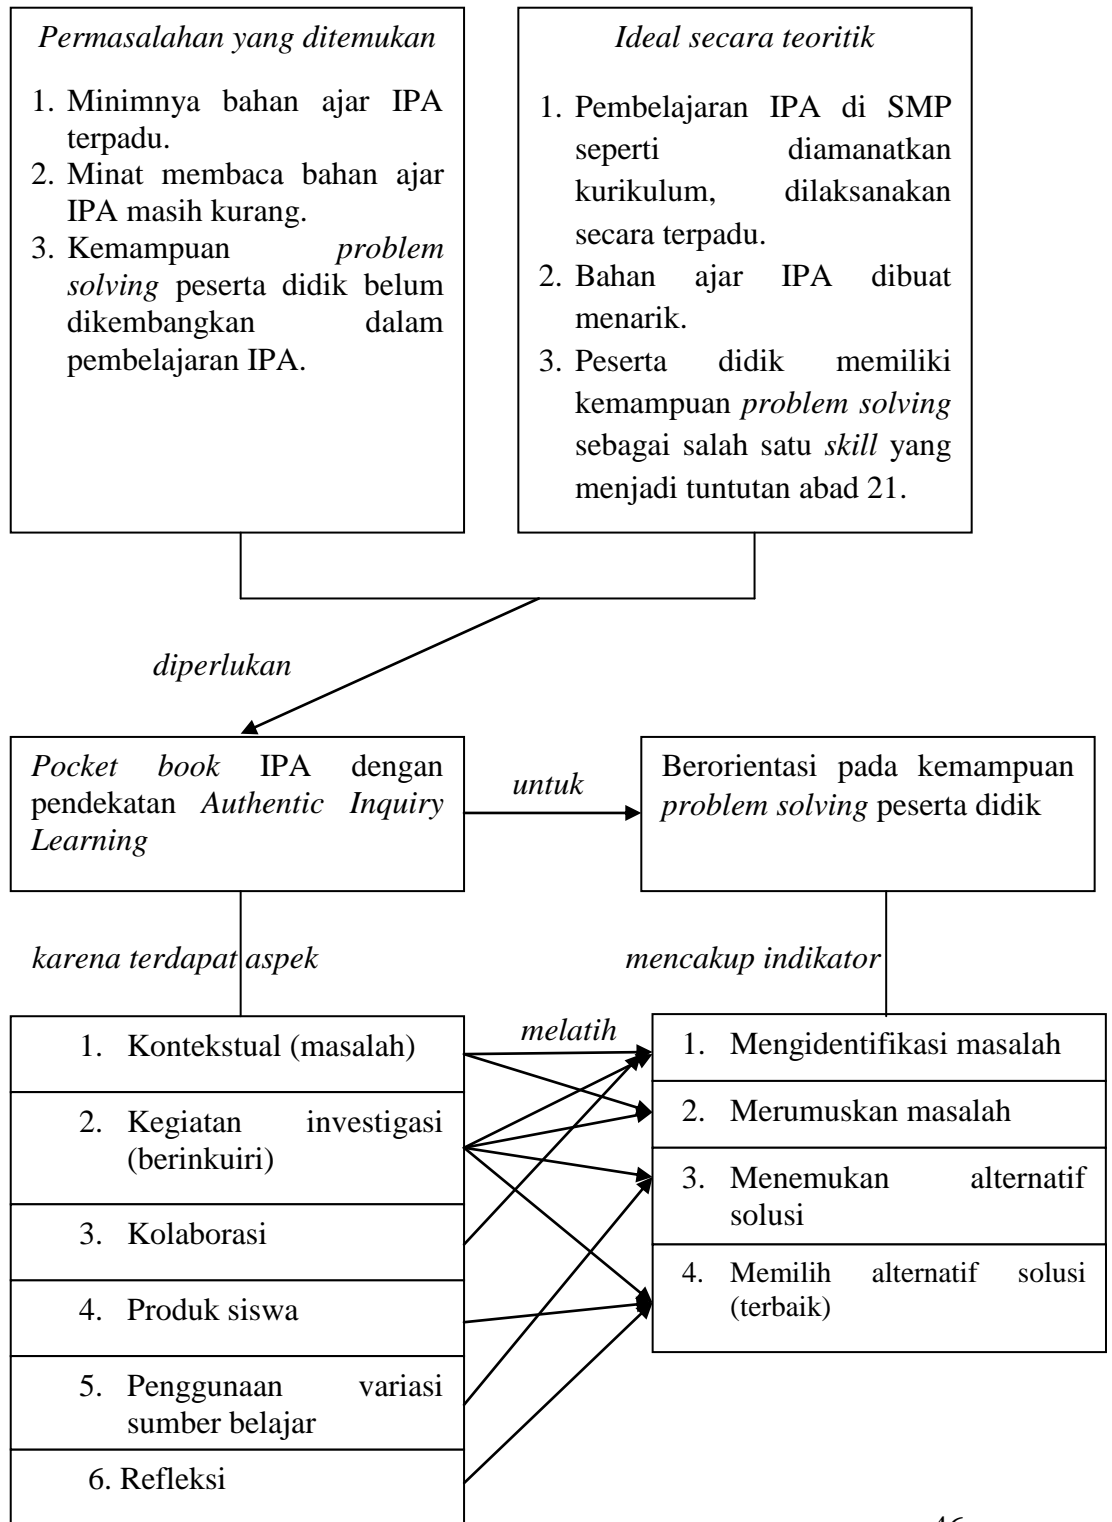 Permasalahan yang ditemukan
1. Minimnya bahan ajar IPA
terpadu.
2. Minat membaca bahan ajar
IPA masih kurang.
3. Kemampuan problem
solving peserta didik belum
dikembangkan dalam
pembelajaran IPA.
Ideal secara teoritik
1. Pembelajaran IPA di SMP
seperti diamanatkan
kurikulum, dilaksanakan
secara terpadu.
2. Bahan ajar IPA dibuat
menarik.
3. Peserta didik memiliki
kemampuan problem solving
sebagai salah satu skill yang
menjadi tuntutan abad 21.
diperlukan
Pocket book IPA dengan
pendekatan Authentic Inquiry
Learning
untuk
Berorientasi pada kemampuan
problem solving peserta didik
karena terdapat aspek
mencakup indikator
1. Kontekstual (masalah)
2. Kegiatan investigasi
(berinkuiri)
3. Kolaborasi
4. Produk siswa
5. Penggunaan variasi
sumber belajar
6. Refleksi
melatih
1. Mengidentifikasi masalah
2. Merumuskan masalah
3. Menemukan alternatif
solusi
4. Memilih alternatif solusi
(terbaik)